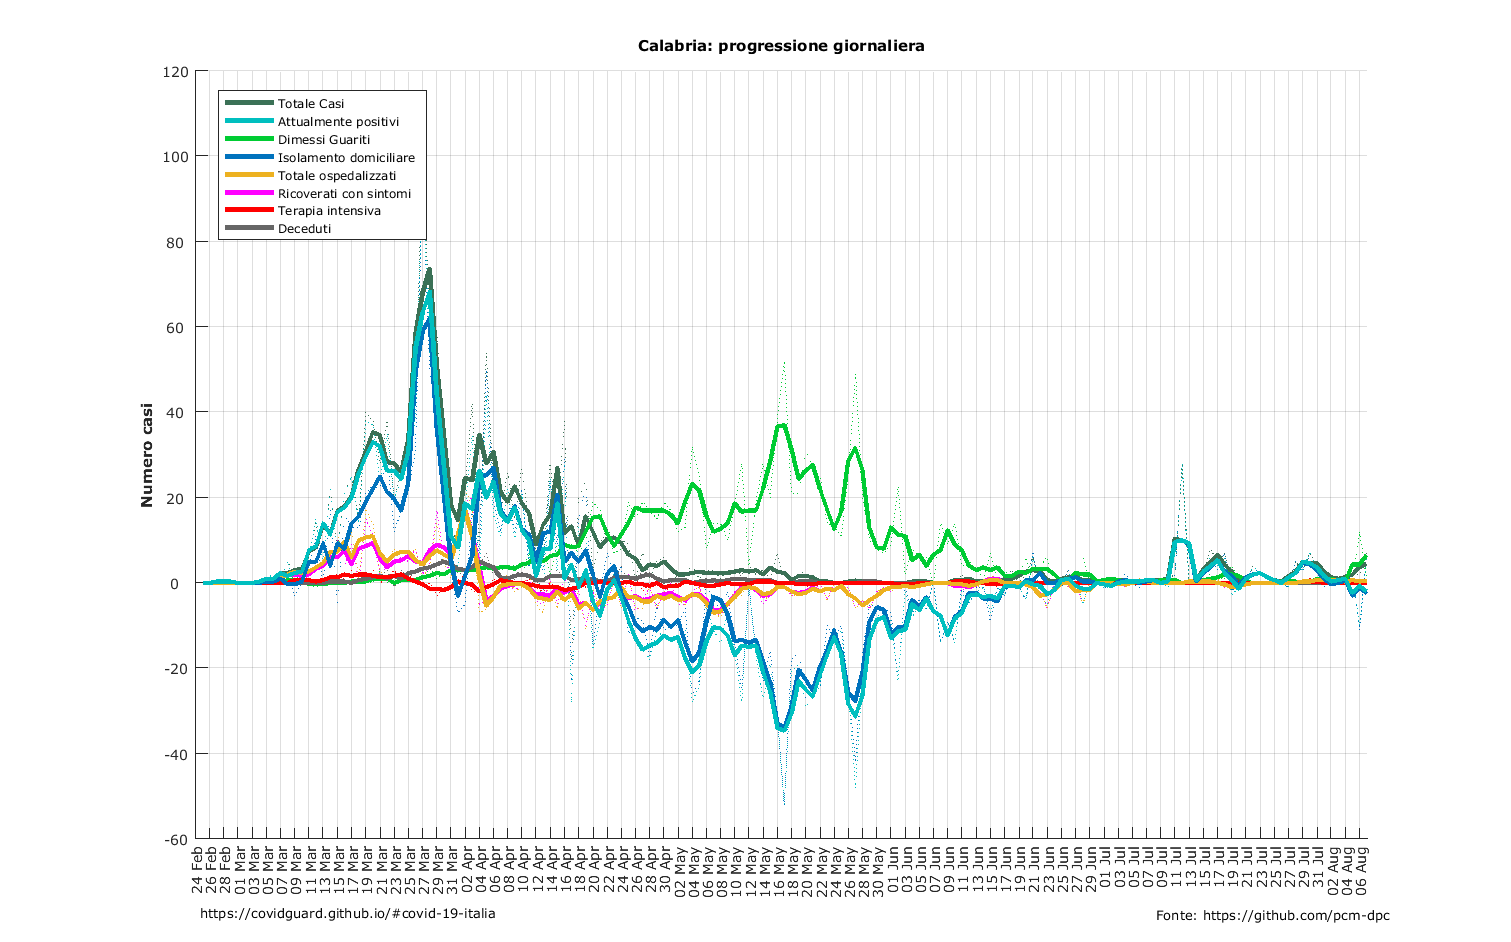 Calabria: progressione giornaliera
Numero casi
120
100
80
60
40
20
0
-20
-40
-60
Totale Casi
Attualmente positivi
Dimessi Guariti
Isolamento domiciliare
Totale ospedalizzati
Ricoverati con sintomi
Terapia intensiva
Deceduti
24 Feb
26 Feb
28 Feb
01 Mar
03 Mar
05 Mar
07 Mar
09 Mar
11 Mar
13 Mar
15 Mar
17 Mar
19 Mar
21 Mar
23 Mar
25 Mar
27 Mar
29 Mar
31 Mar
02 Apr
04 Apr
06 Apr
08 Apr
10 Apr
12 Apr
14 Apr
16 Apr
18 Apr
20 Apr
22 Apr
24 Apr
26 Apr
28 Apr
30 Apr
02 May
04 May
06 May
08 May
10 May
12 May
14 May
16 May
18 May
20 May
22 May
24 May
26 May
28 May
30 May
01 Jun
03 Jun
05 Jun
07 Jun
09 Jun
11 Jun
13 Jun
15 Jun
17 Jun
19 Jun
21 Jun
23 Jun
25 Jun
27 Jun
29 Jun
01 Jul
03 Jul
05 Jul
07 Jul
09 Jul
11 Jul
13 Jul
15 Jul
17 Jul
19 Jul
21 Jul
23 Jul
25 Jul
27 Jul
29 Jul
31 Jul
02 Aug
04 Aug
06 Aug
https://covidguard.github.io/#covid-19-italia
Fonte: https://github.com/pcm-dpc